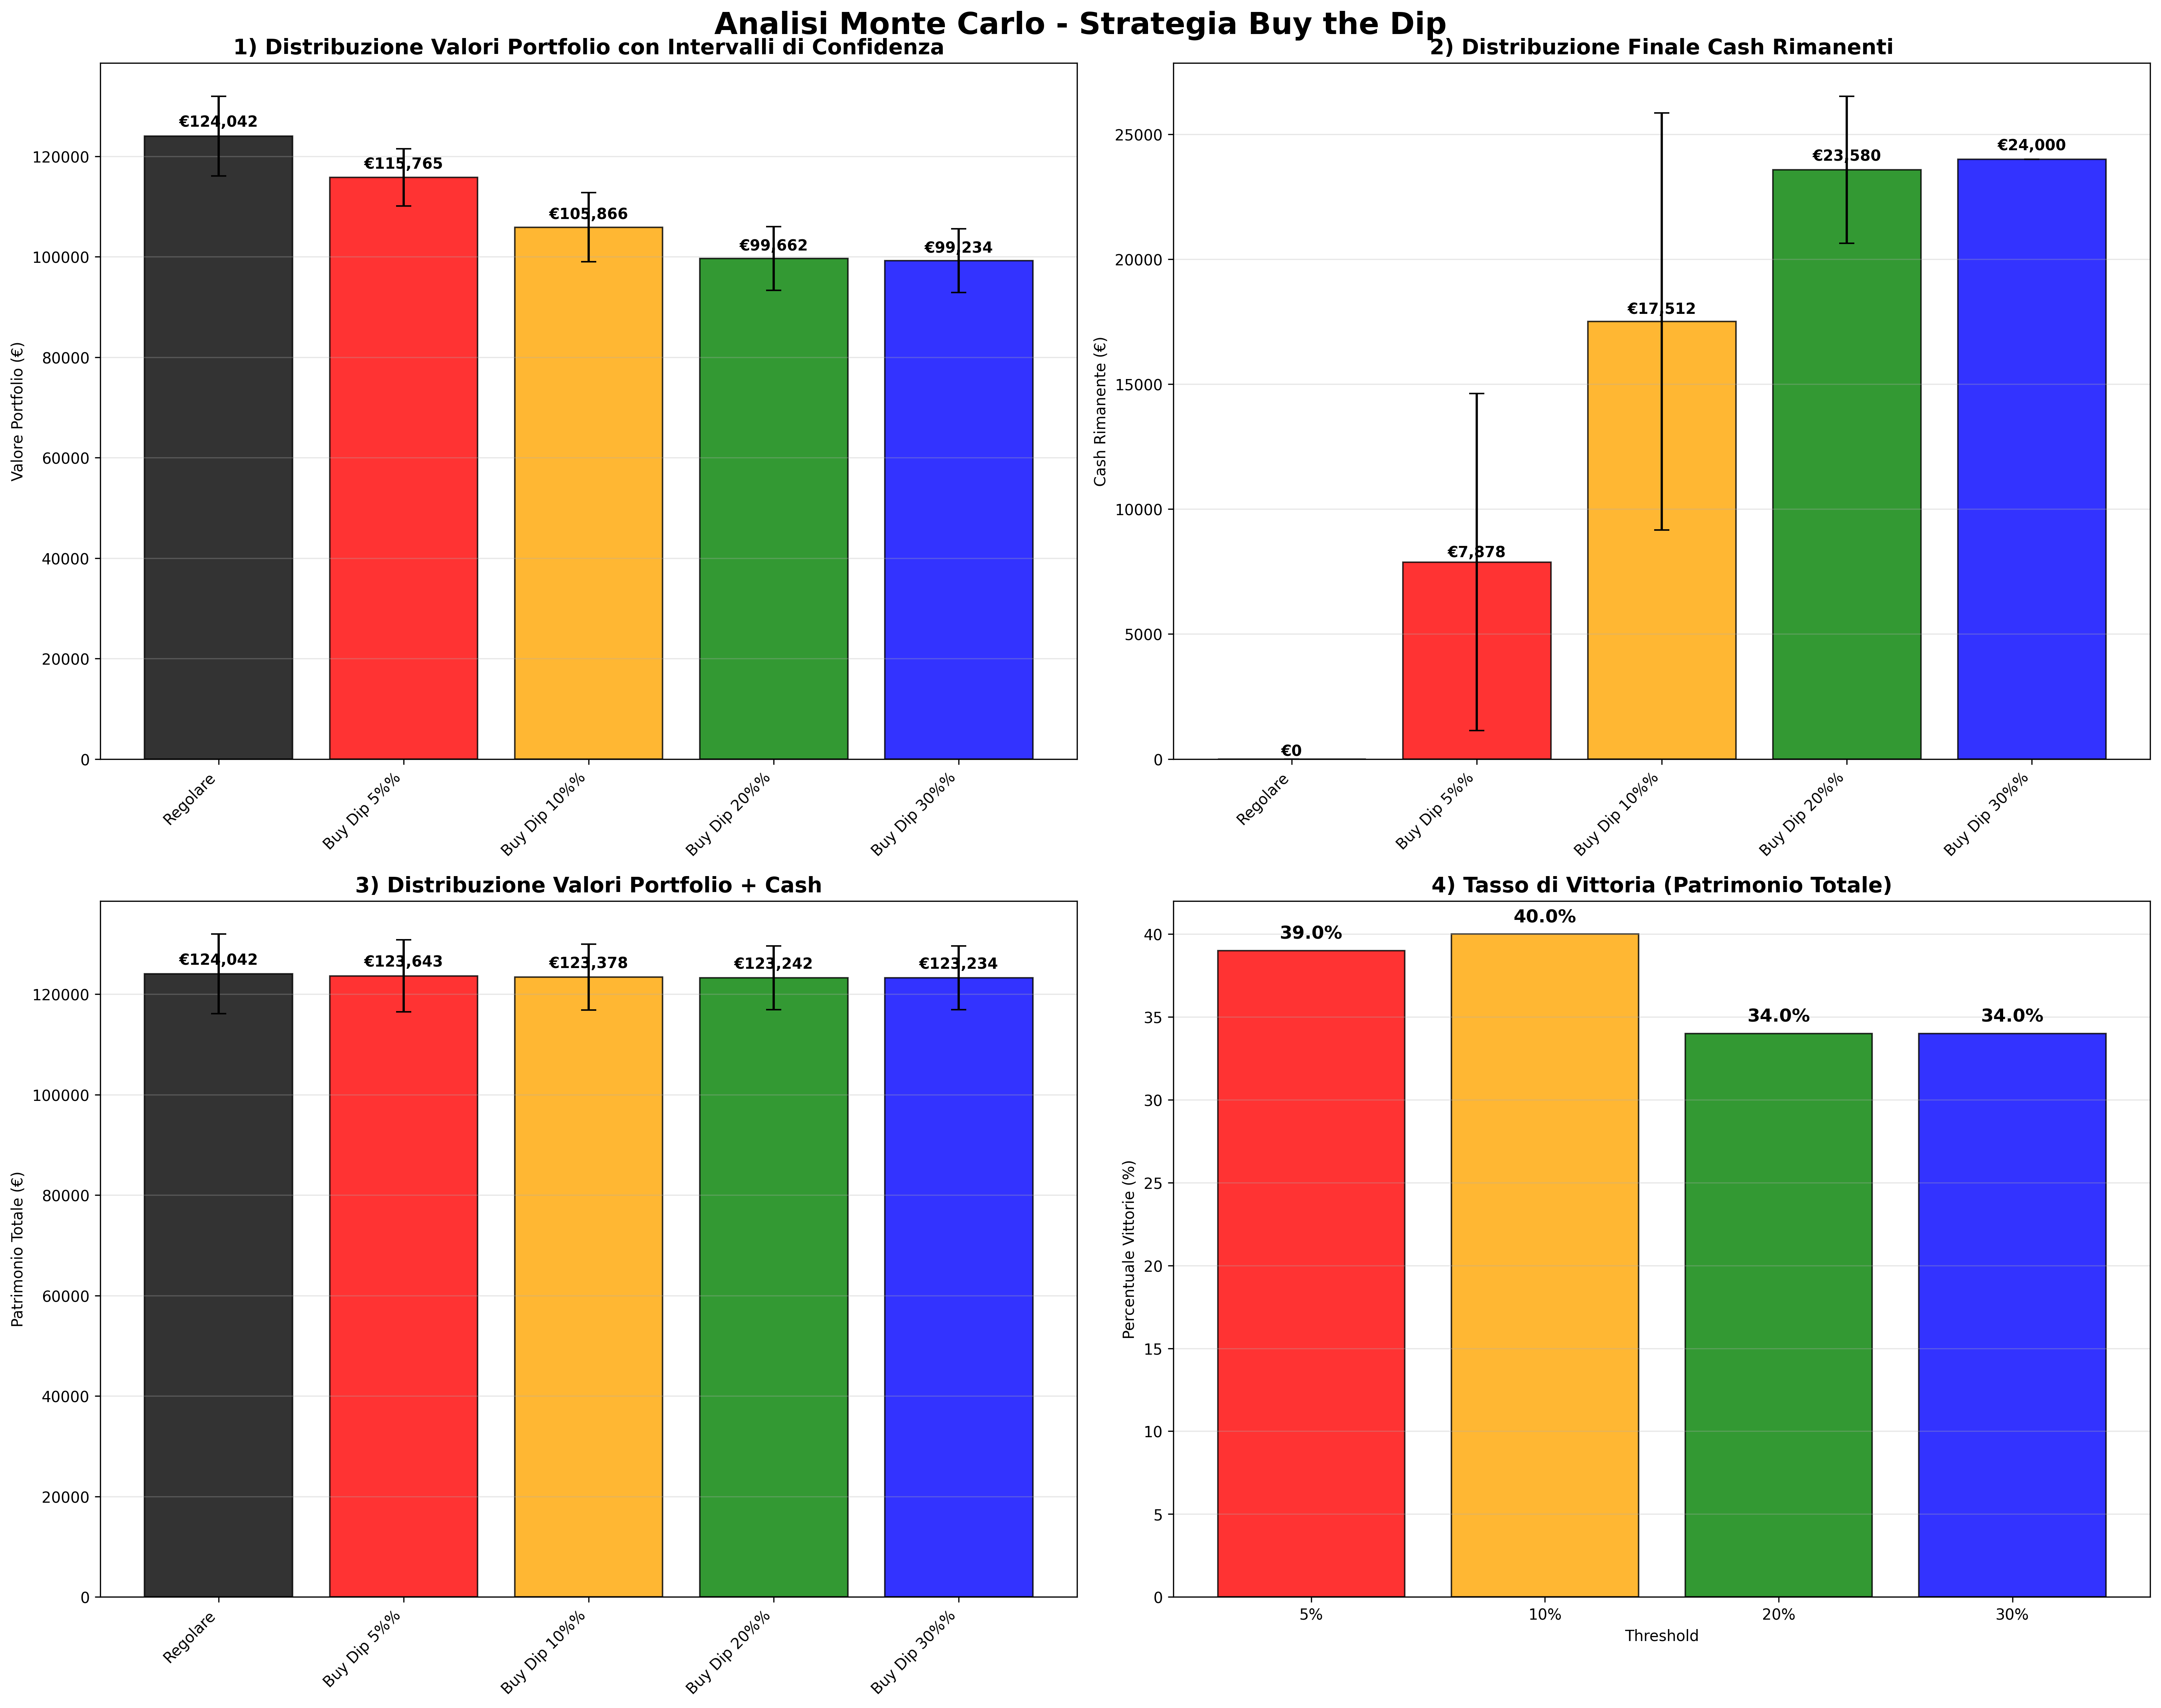 Analisi Monte Carlo - Strategia Buy the Dip
1) Distribuzione Valori Portfolio con Intervalli di Confidenza
Valore Portfolio (€)
120000
100000
80000
60000
40000
20000
0
€124,042
€115,765
€105,866
€99,662
€99,234
Regolare
Buy Dip 5%%
Buy Dip 10%%
Buy Dip 20%%
Buy Dip 30%%
2) Distribuzione Finale Cash Rimanenti
Cash Rimanente (€)
25000
20000
15000
10000
5000
0
€0
€7,878
€17,512
€23,580
€24,000
Regolare
Buy Dip 5%%
Buy Dip 10%%
Buy Dip 20%%
Buy Dip 30%%
3) Distribuzione Valori Portfolio + Cash
Patrimonio Totale (€)
120000
100000
80000
60000
40000
20000
0
€124,042
€123,643
€123,378
€123,242
€123,234
Regolare
Buy Dip 5%%
Buy Dip 10%%
Buy Dip 20%%
Buy Dip 30%%
4) Tasso di Vittoria (Patrimonio Totale)
Percentuale Vittorie (%)
40
35
30
25
20
15
10
5
0
39.0%
40.0%
34.0%
34.0%
5%
10%
20%
30%
Threshold